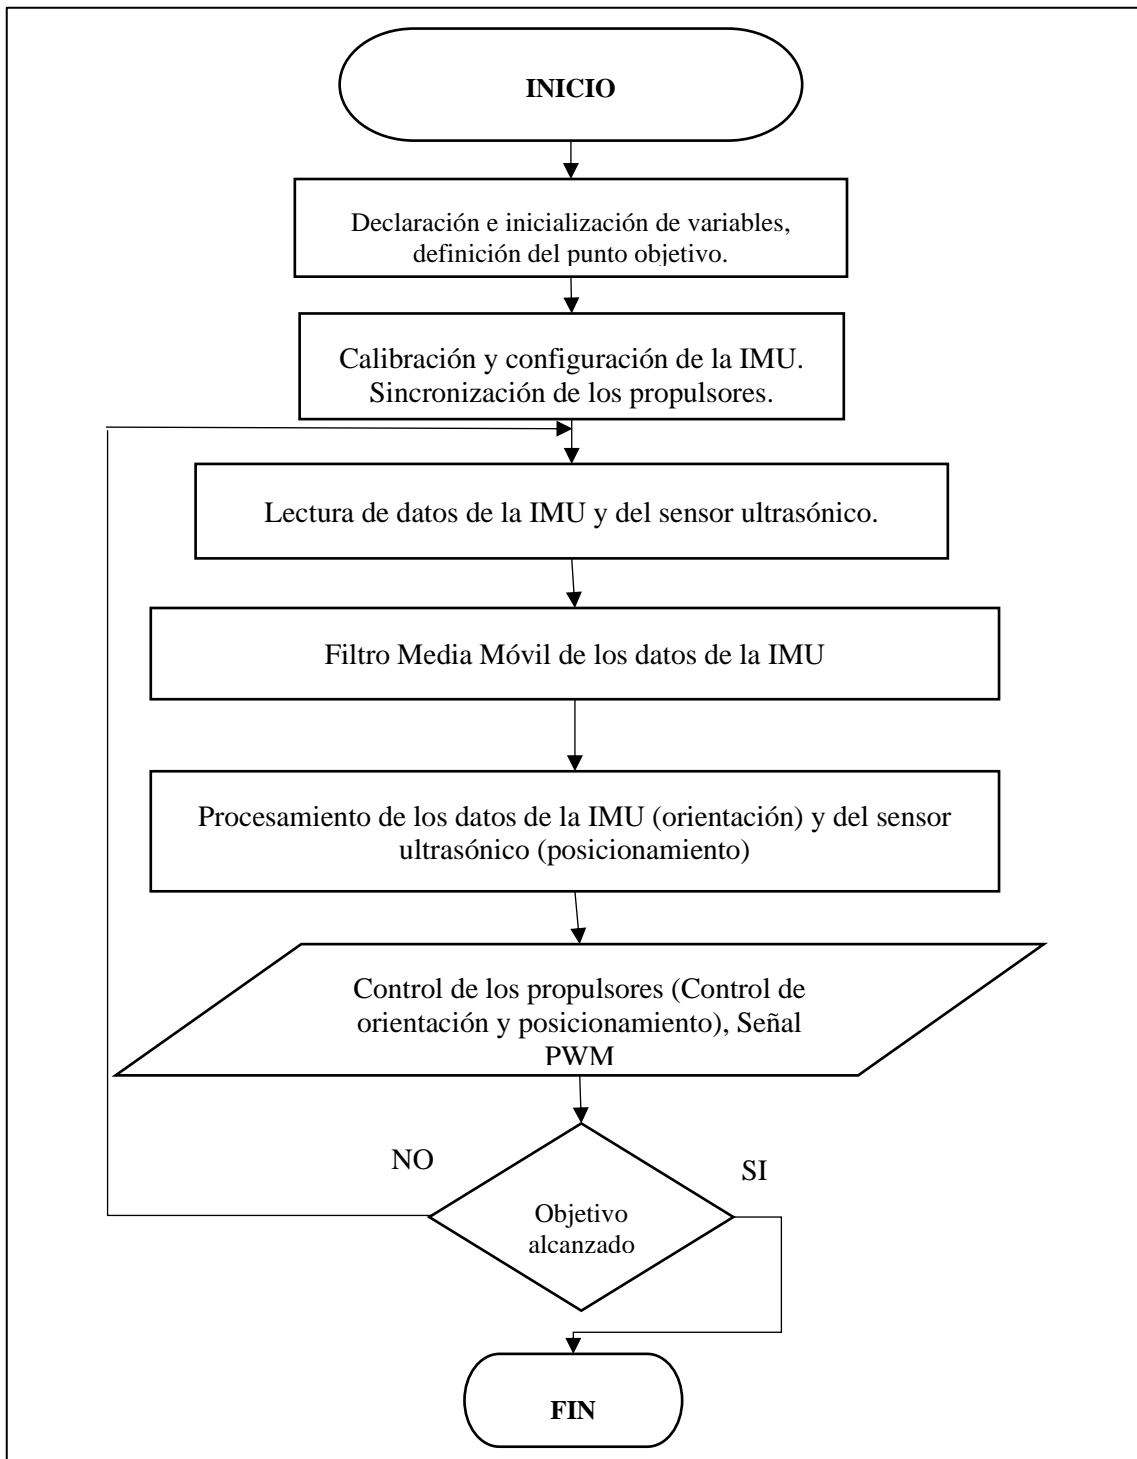 INICIO
Declaración e inicialización de variables,
definición del punto objetivo.
Calibración y configuración de la IMU.
Sincronización de los propulsores.
Lectura de datos de la IMU y del sensor ultrasónico.
Filtro Media Móvil de los datos de la IMU
Procesamiento de los datos de la IMU (orientación) y del sensor
ultrasónico (posicionamiento)
Control de los propulsores (Control de
orientación y posicionamiento), Señal
PWM
NO
SI
Objetivo
alcanzado
FIN